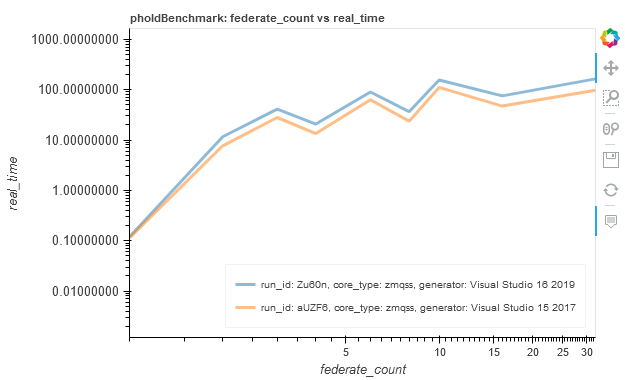 pholdBenchmark: federate_count vs real_time
1000.00000000
100.00000000
10.00000000
1.00000000
0.10000000
0.01000000
real_time
run_id: Zu60n, core_type: zmqss, generator: Visual Studio 16 2019
run_id: aUZF6, core_type: zmqss, generator: Visual Studio 15 2017
5 10 15 20 25 30
federate_count